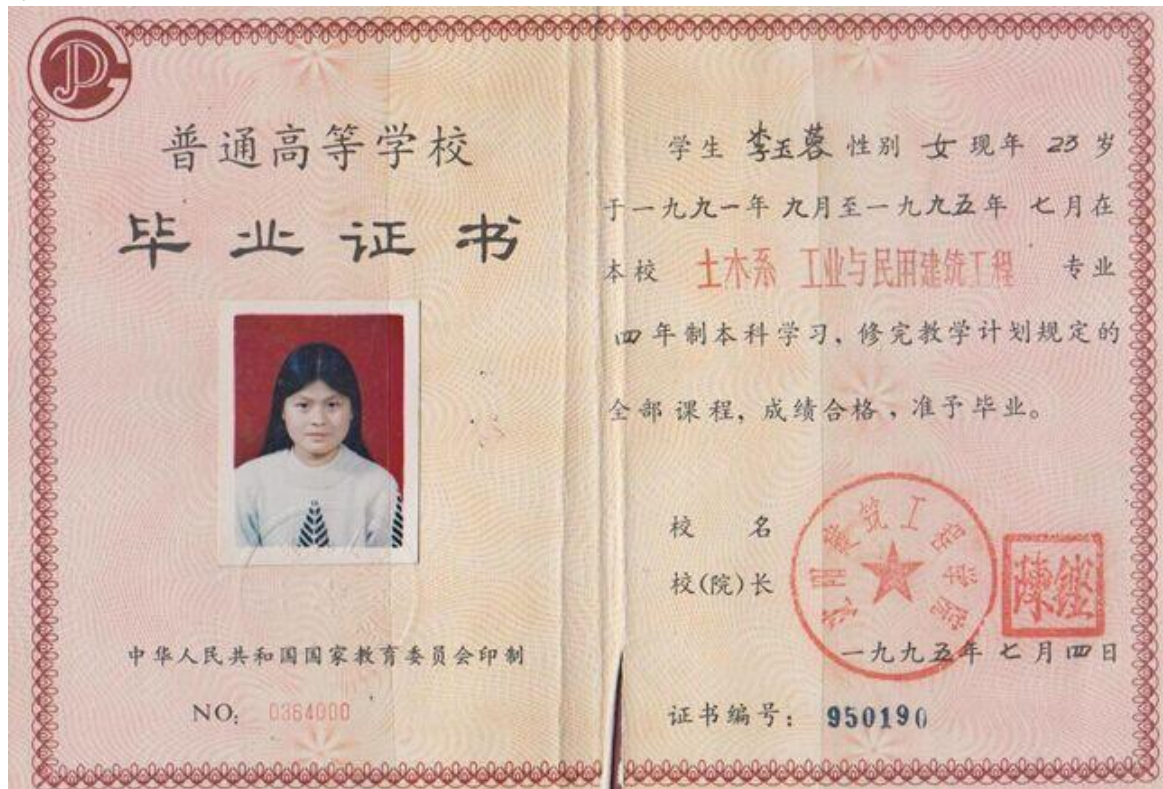 普通高等学校
毕业证书
中华人民共和国国家教育委员会印制
NO: 0364000
学生 李玉蓉 性别 女 现年 23 岁
于一九九一年九月至一九九五年 七月在
本校 土木系 工业与民用建筑工程 专业
四年制本科学习、修完教学计划规定的
全部课程，成绩合格，准予毕业。
校 名
校(院)长
建筑工
学院
陳
一九九五年七月四日
证书编号： 950190